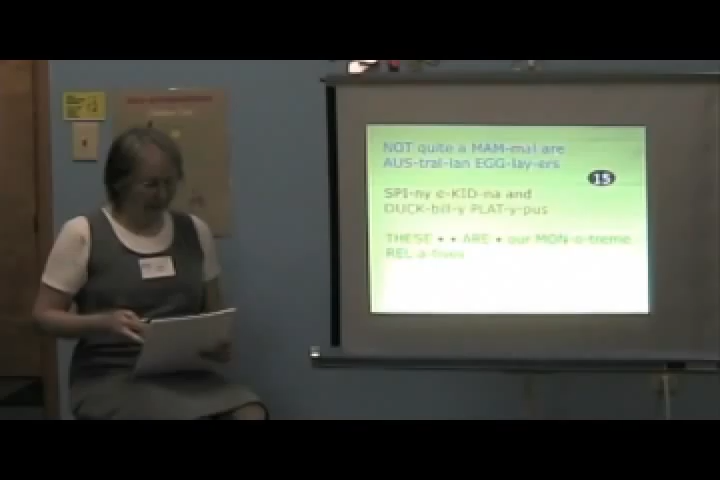 NOT quite a MAM-mal are
AUS-tral-ian EGG-lay-ers
15
SPI-ny e-KID-na and
DUCK-bill-y PLAT-y-pus
THESE • • ARE • our MON-o-treme
REL-a-tives